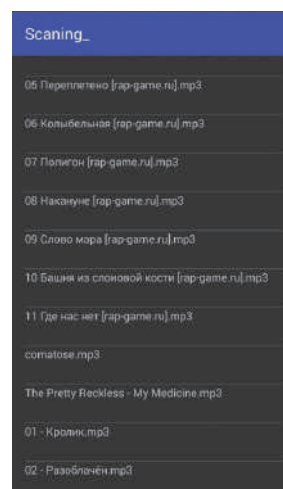 Scaning_
05 Переплетено [rap-game.ru].mp3
06 Колыбельная [rap-game.ru].mp3
07 Полигон [rap-game.ru].mp3
08 Накануне [rap-game.ru].mp3
09 Слово мэра [rap-game.ru].mp3
10 Башня из слоновой кости [rap-game.ru].mp3
11 Где нас нет [rap-game.ru].mp3
comatose.mp3
The Pretty Reckless - My Medicine.mp3
01 - Кролик.mp3
02 - Разоблачён.mp3